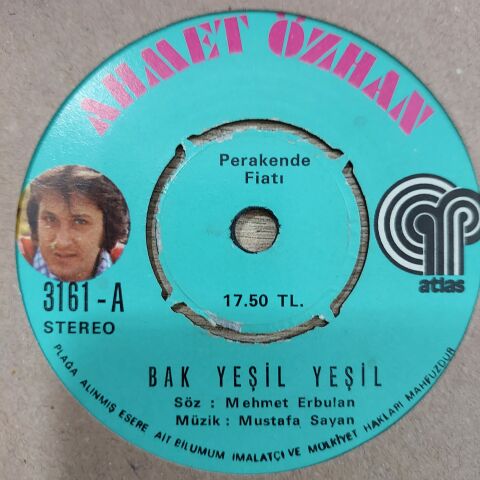 AHMET ÖZHAN
Perakende
Fiatı
atlas
3161-A
STEREO
17.50 TL.
BAK YEŞİL YEŞİL
Söz : Mehmet Erbulan
Müzik : Mustafa Sayan
PLAĞA ALINMIŞ ESERE AİT BİLUMUM İMALATÇI VE MÜLKİYET HAKLARI MAHFUZDUR